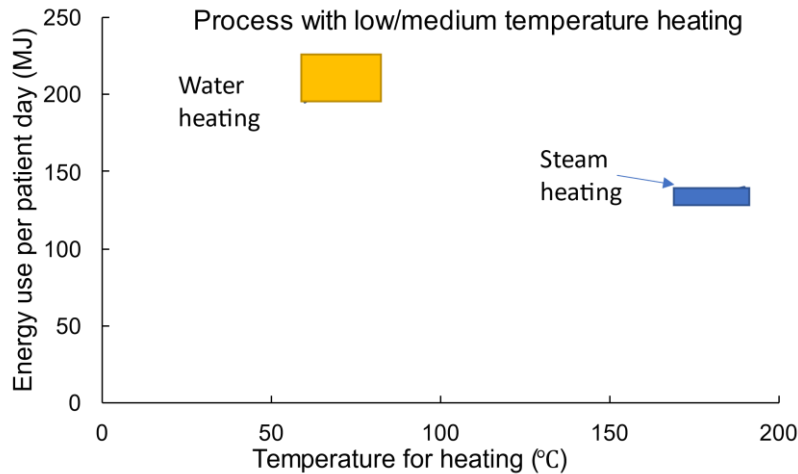 Process with low/medium temperature heating
Energy use per patient day (MJ)
250
200
150
100
50
0
Water
heating
Steam
heating
0 50 100 150 200
Temperature for heating (℃)